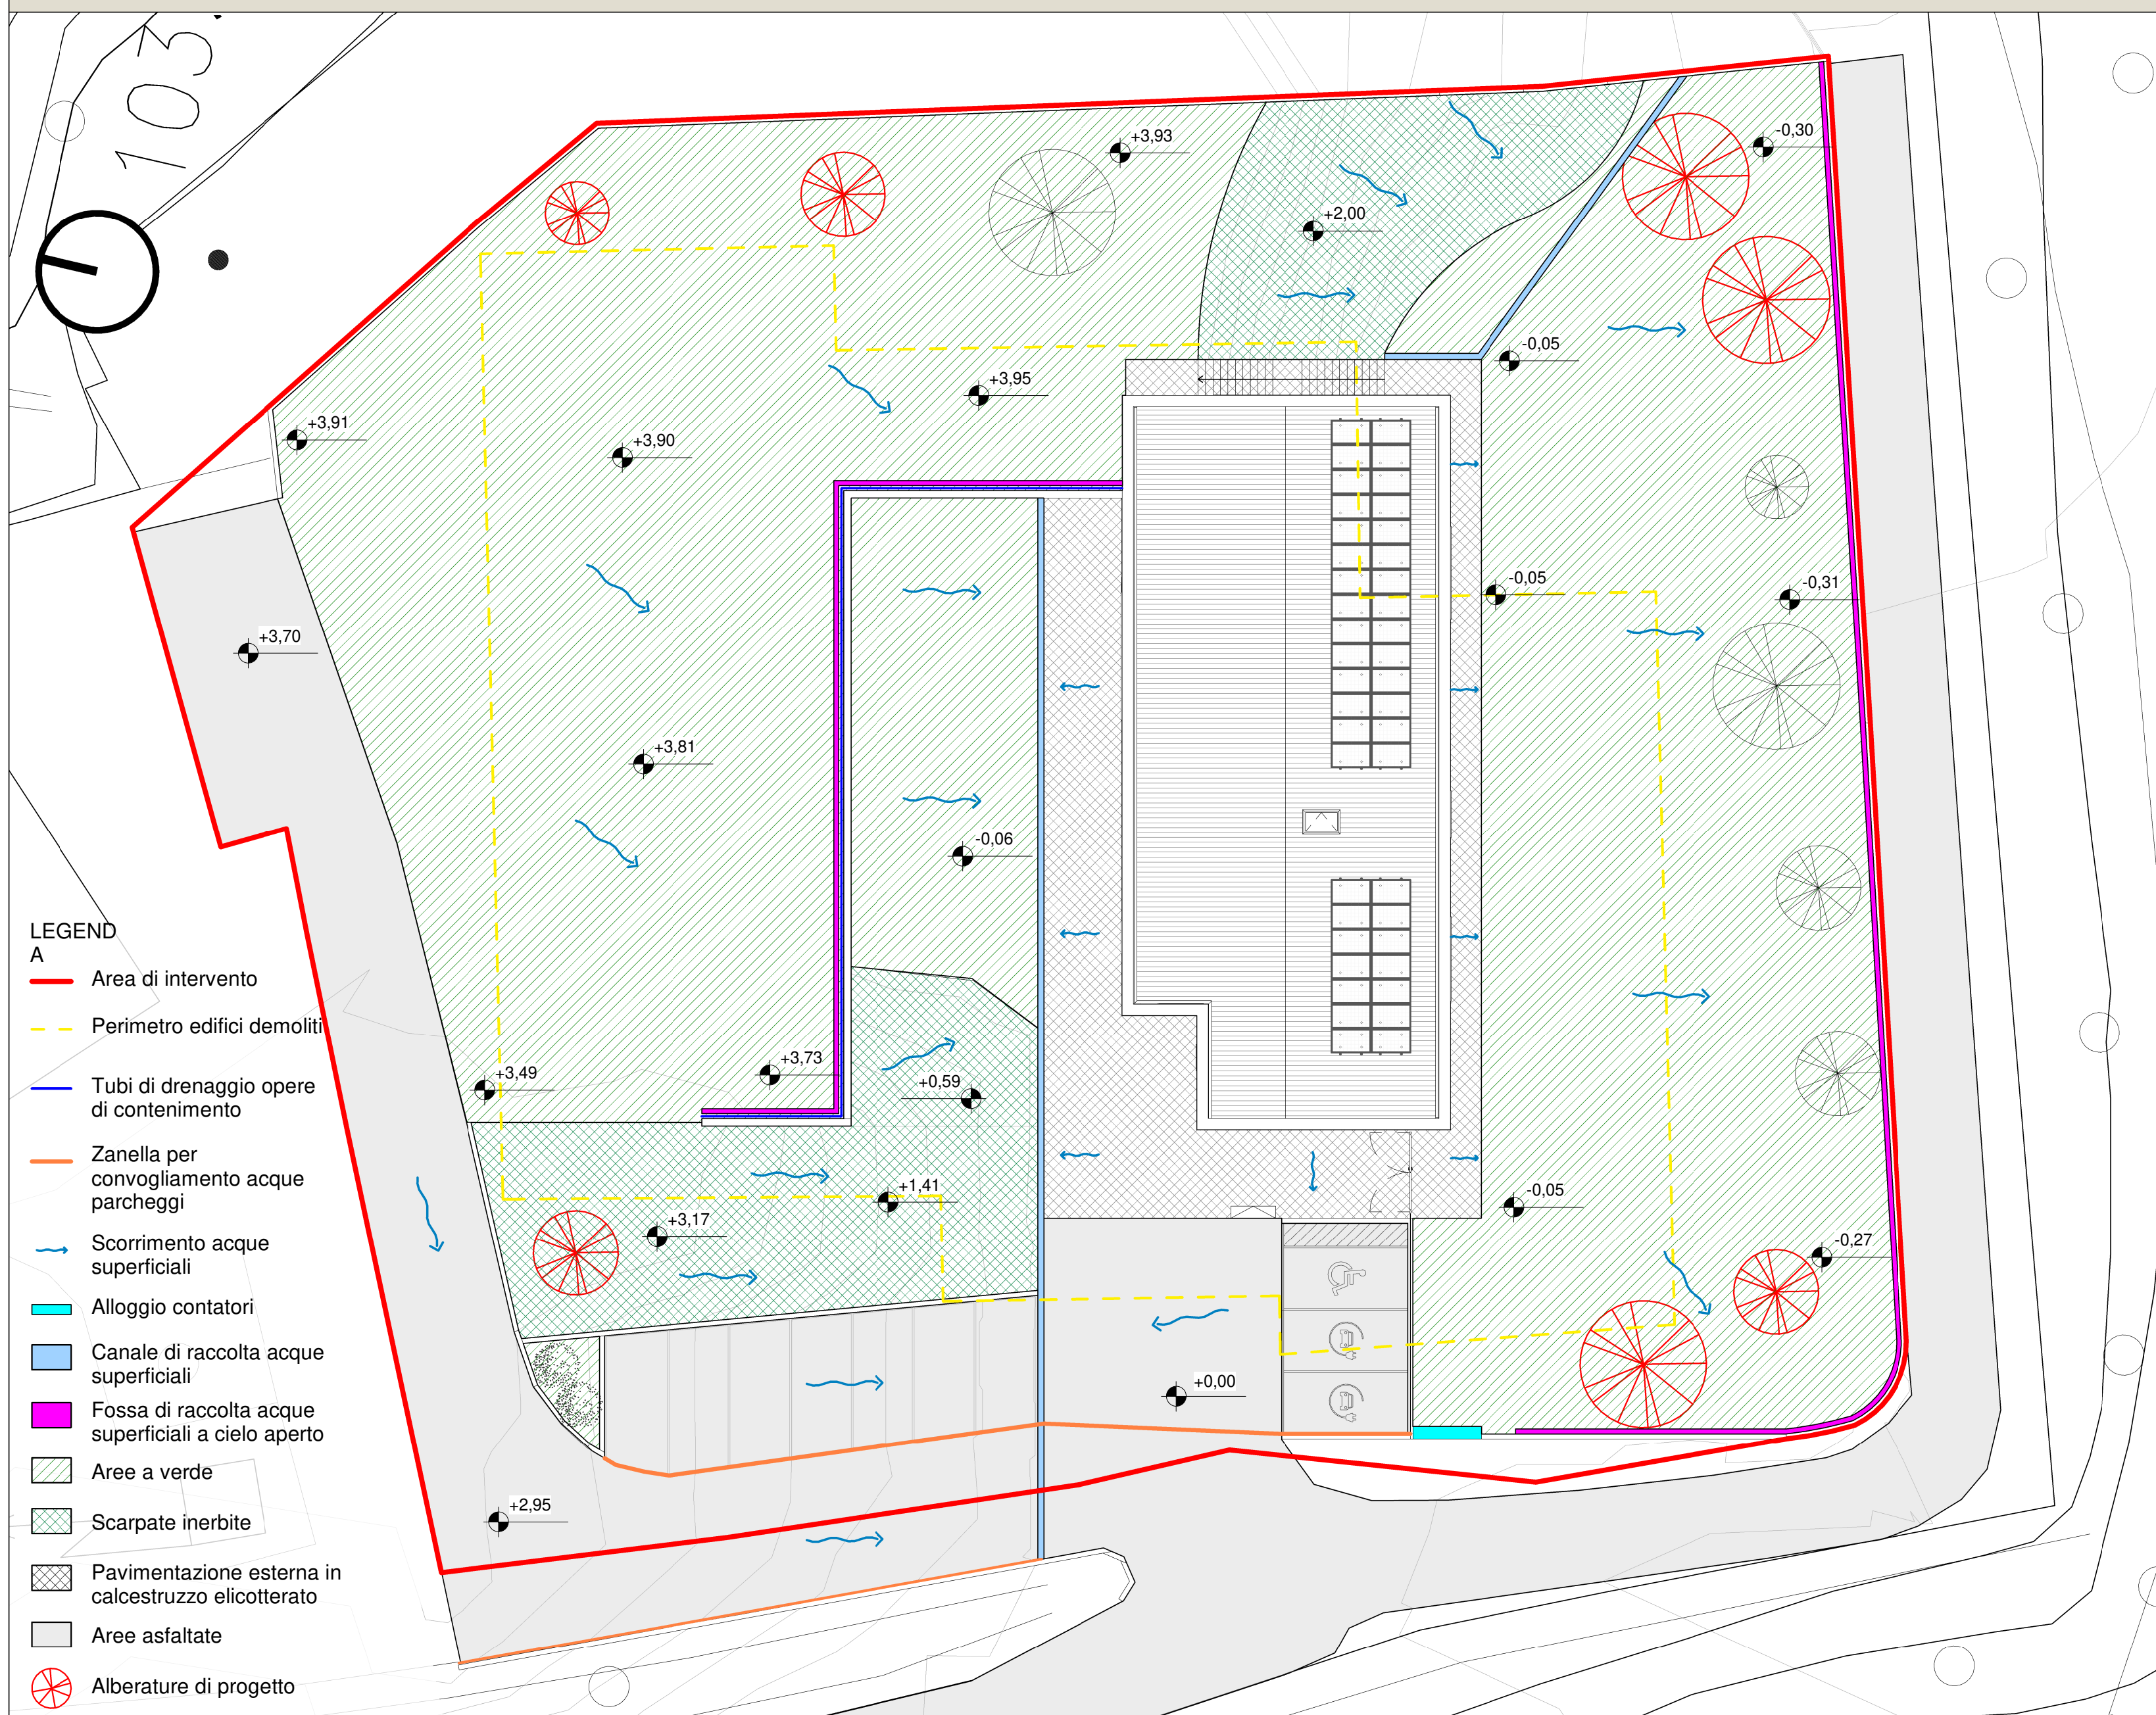 103
+3,93
-0,30
+2,00
-0,05
+3,95
+3,91
+3,90
-0,05
-0,31
+3,70
+3,81
-0,06
+3,73
+3,49
+0,59
+1,41
+3,17
-0,05
-0,27
+0,00
+2,95
LEGEND
A
Area di intervento
Perimetro edifici demoliti
Tubi di drenaggio opere
di contenimento
Zanella per
convogliamento acque
parcheggi
Scorrimento acque
superficiali
Alloggio contatori
Canale di raccolta acque
superficiali
Fossa di raccolta acque
superficiali a cielo aperto
Aree a verde
Scarpate inerbite
Pavimentazione esterna in
calcestruzzo elicotterato
Aree asfaltate
Alberature di progetto